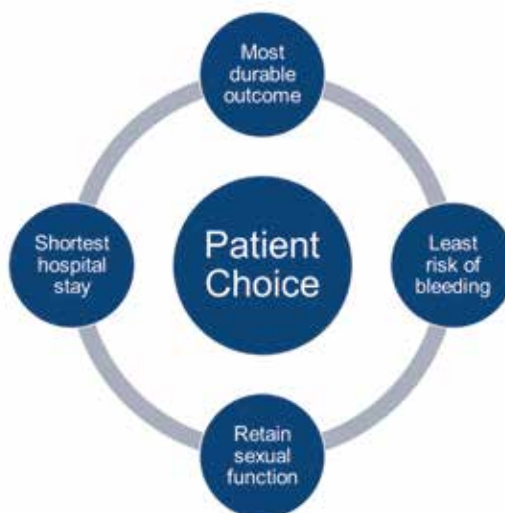 Most
durable
outcome
Shortest
hospital
stay
Patient
Choice
Least
risk of
bleeding
Retain
sexual
function